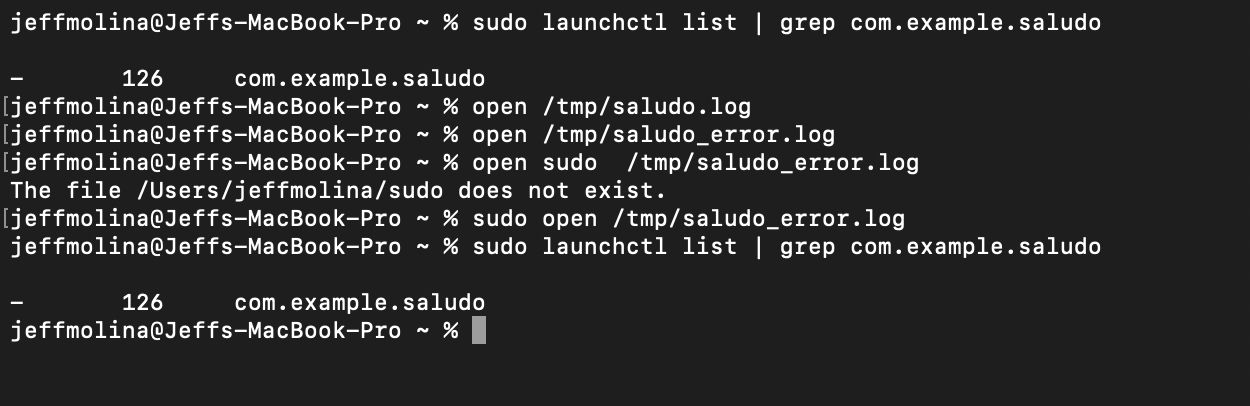 jeffmolina@Jeffs-MacBook-Pro ~ % sudo launchctl list | grep com.example.saludo
-	126	com.example.saludo
[jeffmolina@Jeffs-MacBook-Pro ~ % open /tmp/saludo.log
[jeffmolina@Jeffs-MacBook-Pro ~ % open /tmp/saludo_error.log
[jeffmolina@Jeffs-MacBook-Pro ~ % open sudo  /tmp/saludo_error.log
The file /Users/jeffmolina/sudo does not exist.
[jeffmolina@Jeffs-MacBook-Pro ~ % sudo open /tmp/saludo_error.log
jeffmolina@Jeffs-MacBook-Pro ~ % sudo launchctl list | grep com.example.saludo
-	126	com.example.saludo
jeffmolina@Jeffs-MacBook-Pro ~ %